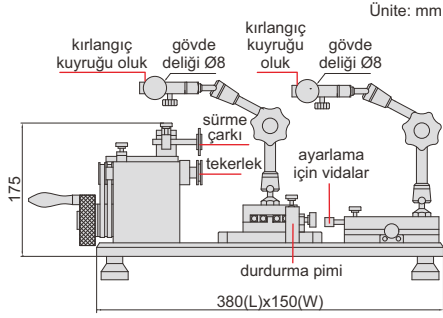 Ünite: mm
kırlangıç
kuyruğu oluk
gövde
deliği Ø8
kırlangıç
kuyruğu
oluk
gövde
deliği Ø8
sürme
çarkı
tekerlek
ayarlama
için vidalar
175
durdurma pimi
380(L)x150(W)